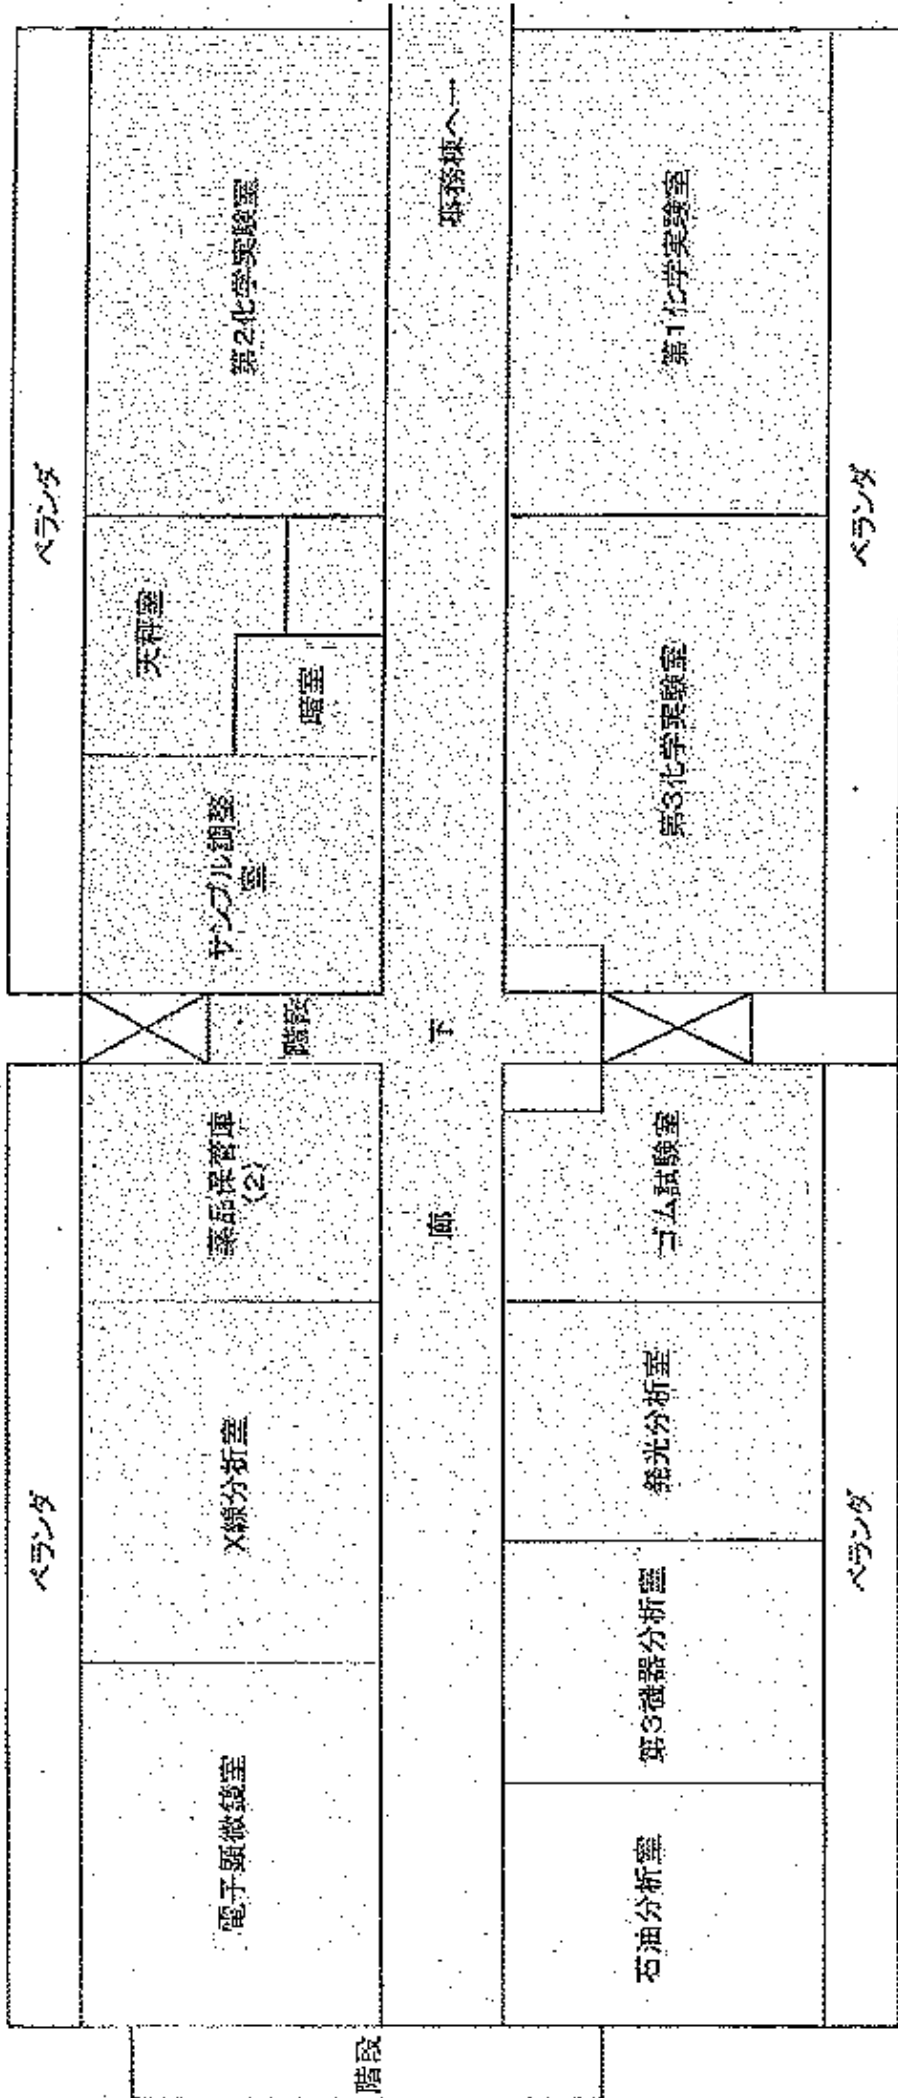 ベランダ
ベランダ
電子顕微鏡室
X線分析室
薬品保管庫
(2)
階段
サンプル調整
室
天秤室
暗室
第2化学実験室
階段
廊
下
事務棟へ→
石油分析室
第3機器分析室
発光分析室
ゴム試験室
第3化学実験室
第1化学実験室
ベランダ
ベランダ